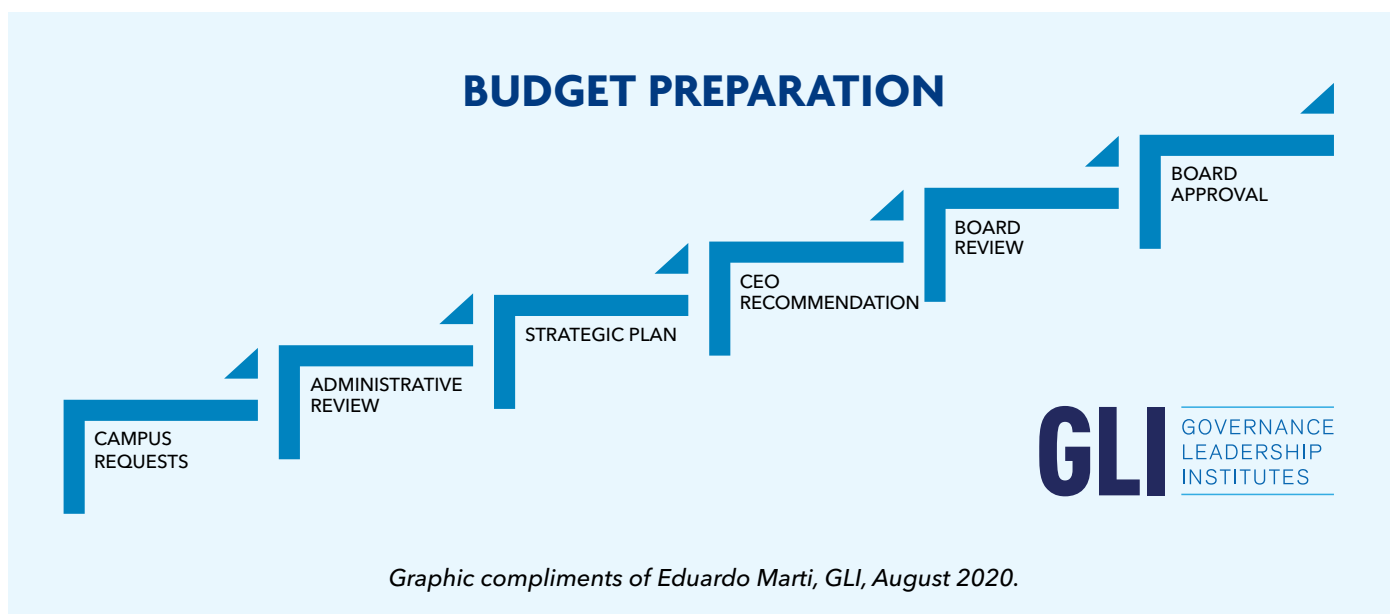 BUDGET PREPARATION
CAMPUS
REQUESTS
ADMINISTRATIVE
REVIEW
STRATEGIC PLAN
CEO
RECOMMENDATION
BOARD
REVIEW
BOARD
APPROVAL
GLI
GOVERNANCE
LEADERSHIP
INSTITUTES
Graphic compliments of Eduardo Marti, GLI, August 2020.